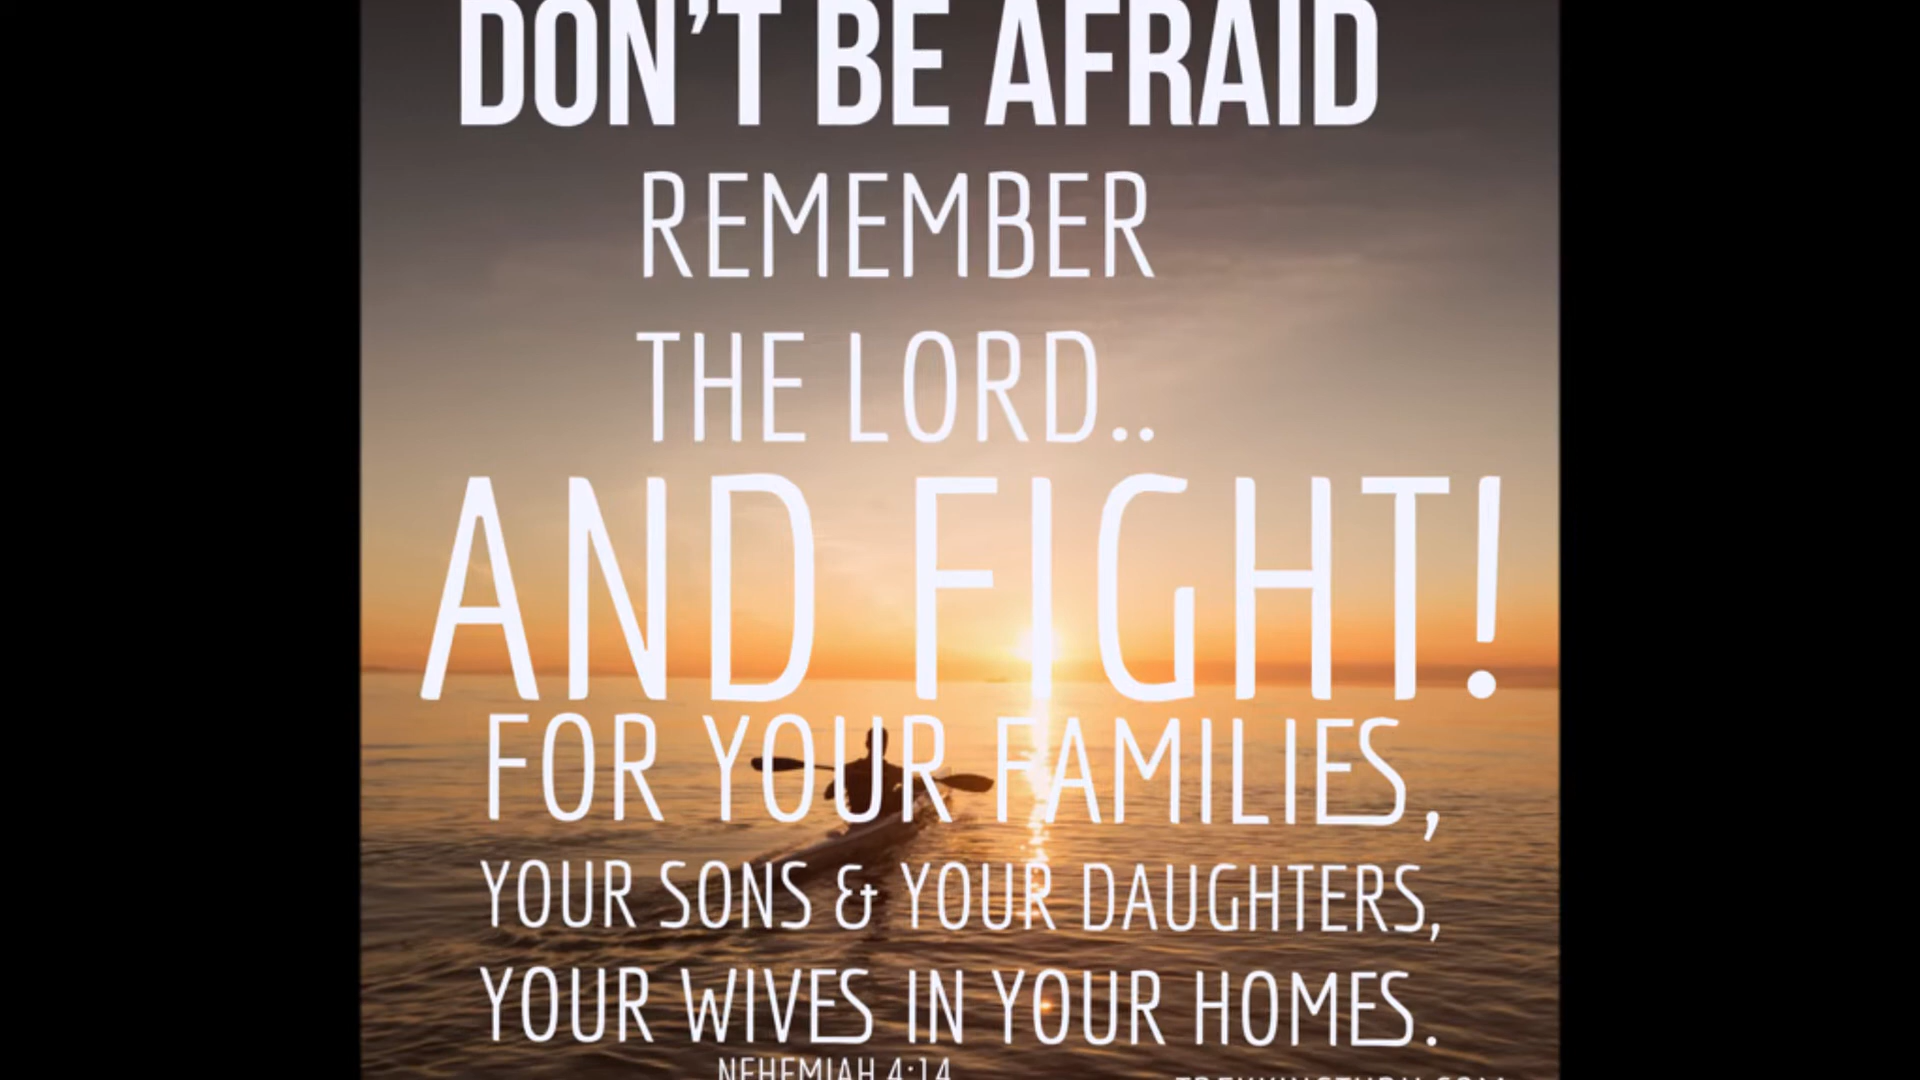 DON'T BE AFRAID
REMEMBER
THE LORD..
AND FIGHT!
FOR YOUR FAMILIES,
YOUR SONS & YOUR DAUGHTERS,
YOUR WIVES IN YOUR HOMES.
NEHEMIAH 4:14